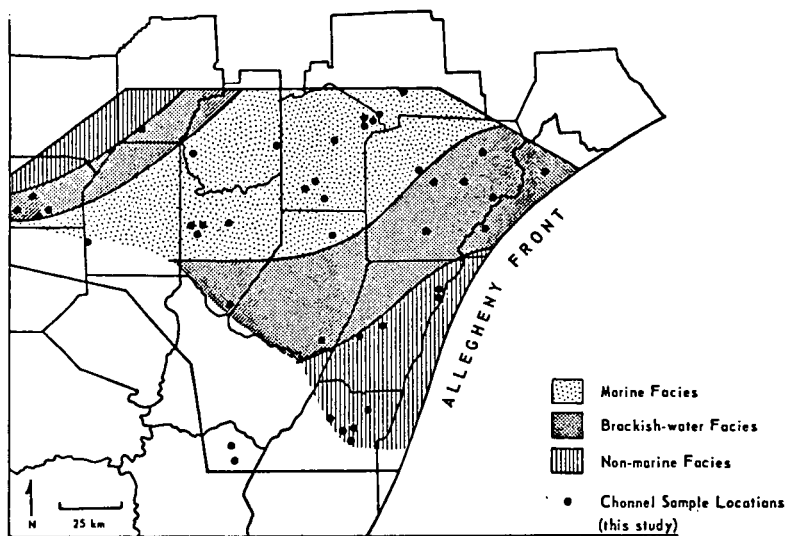 ALLEGHENY FRONT
Marine Facies
Brackish-water Facies
Non-marine Facies
Channel Sample Locations
(this study)
N
25 km